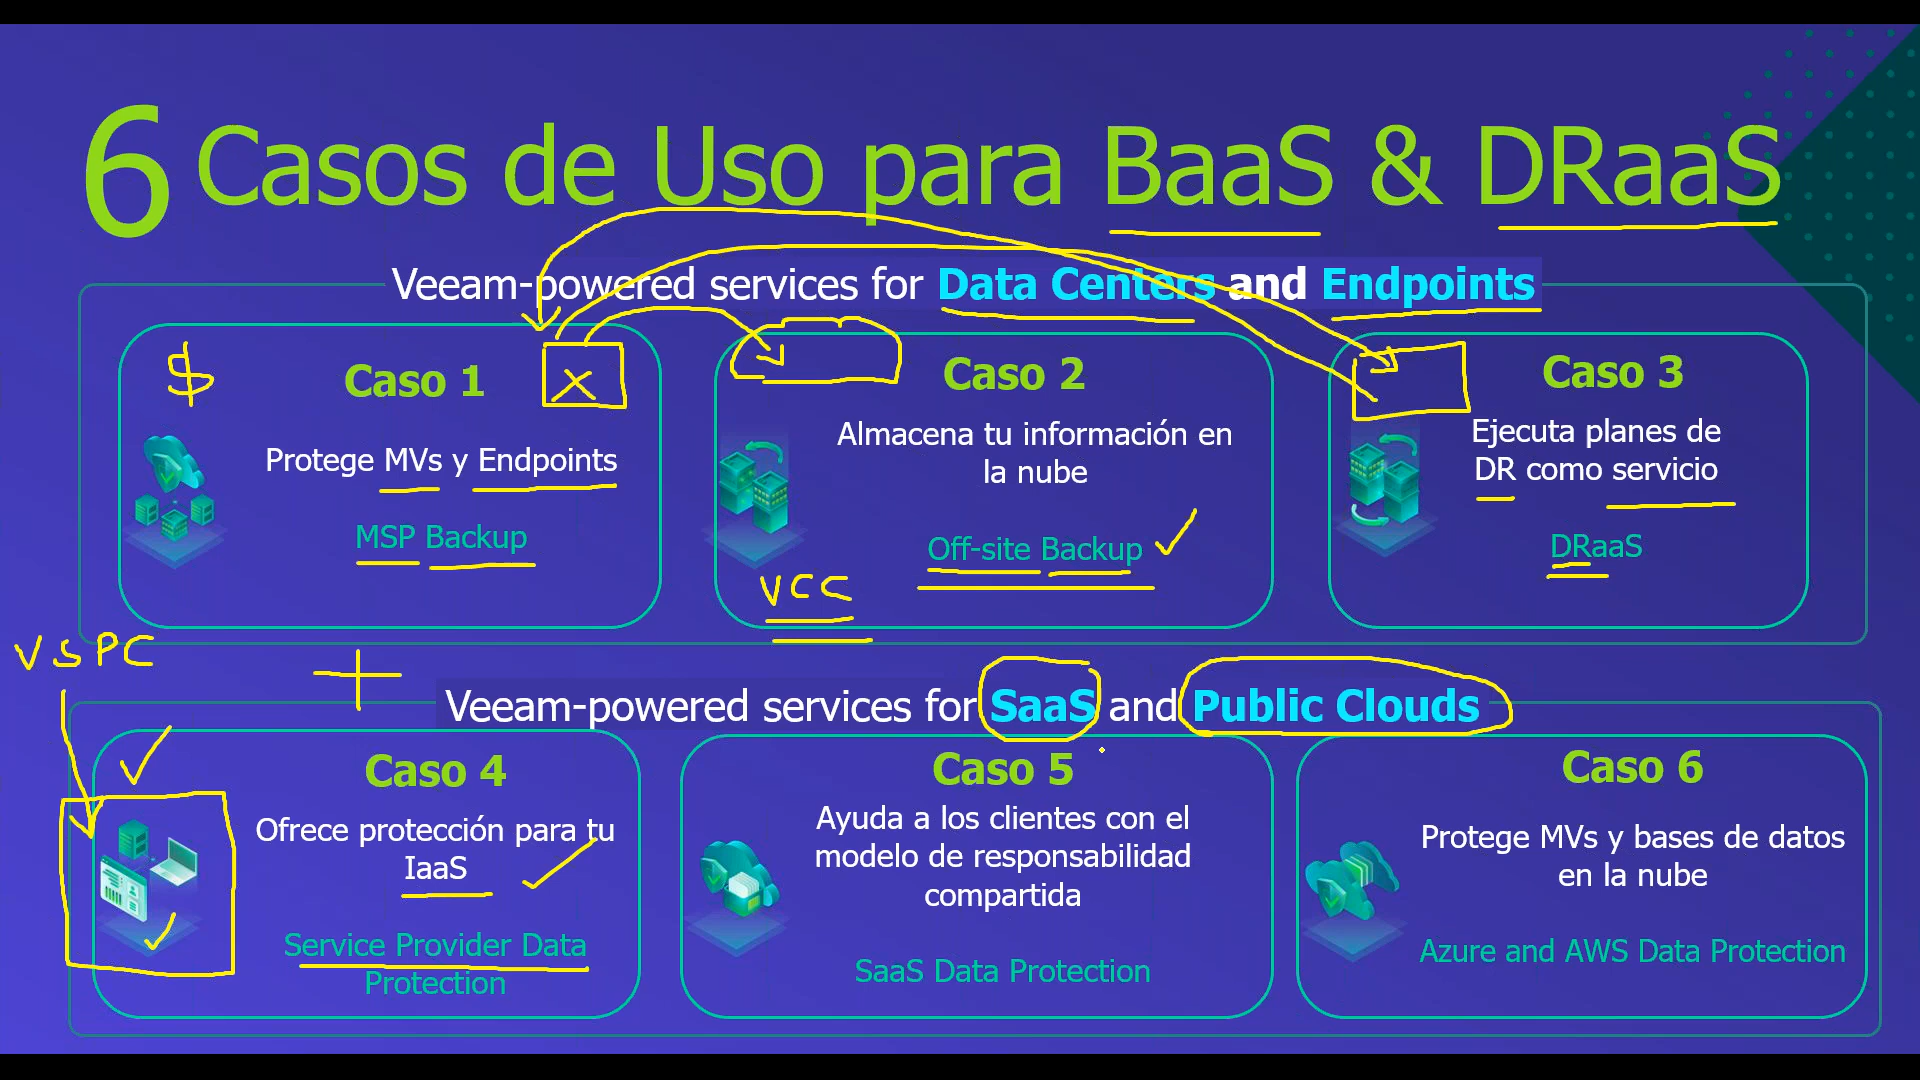 6 Casos de Uso para BaaS & DRaaS
Veeam-powered services for Data Centers and Endpoints
$
Caso 1
X
Protege MVs y Endpoints
MSP Backup
Caso 2
Almacena tu información en
la nube
Off-site Backup
VCC
Caso 3
Ejecuta planes de
DR como servicio
DRaaS
VSPC
+
Veeam-powered services for SaaS and Public Clouds
Caso 4
Ofrece protección para tu
IaaS
Service Provider Data
Protection
Caso 5
Ayuda a los clientes con el
modelo de responsabilidad
compartida
SaaS Data Protection
Caso 6
Protege MVs y bases de datos
en la nube
Azure and AWS Data Protection